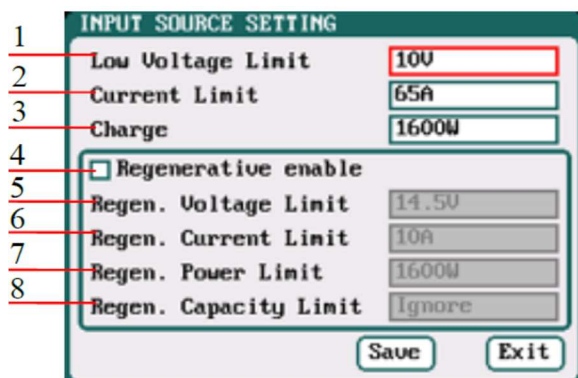 INPUT SOURCE SETTING
1 Low Voltage Limit 10V
2 Current Limit 65A
3 Charge 1600W
4 Regenerative enable
5 Regen. Voltage Limit 14.5V
6 Regen. Current Limit 10A
7 Regen. Power Limit 1600W
8 Regen. Capacity Limit Ignore
Save Exit